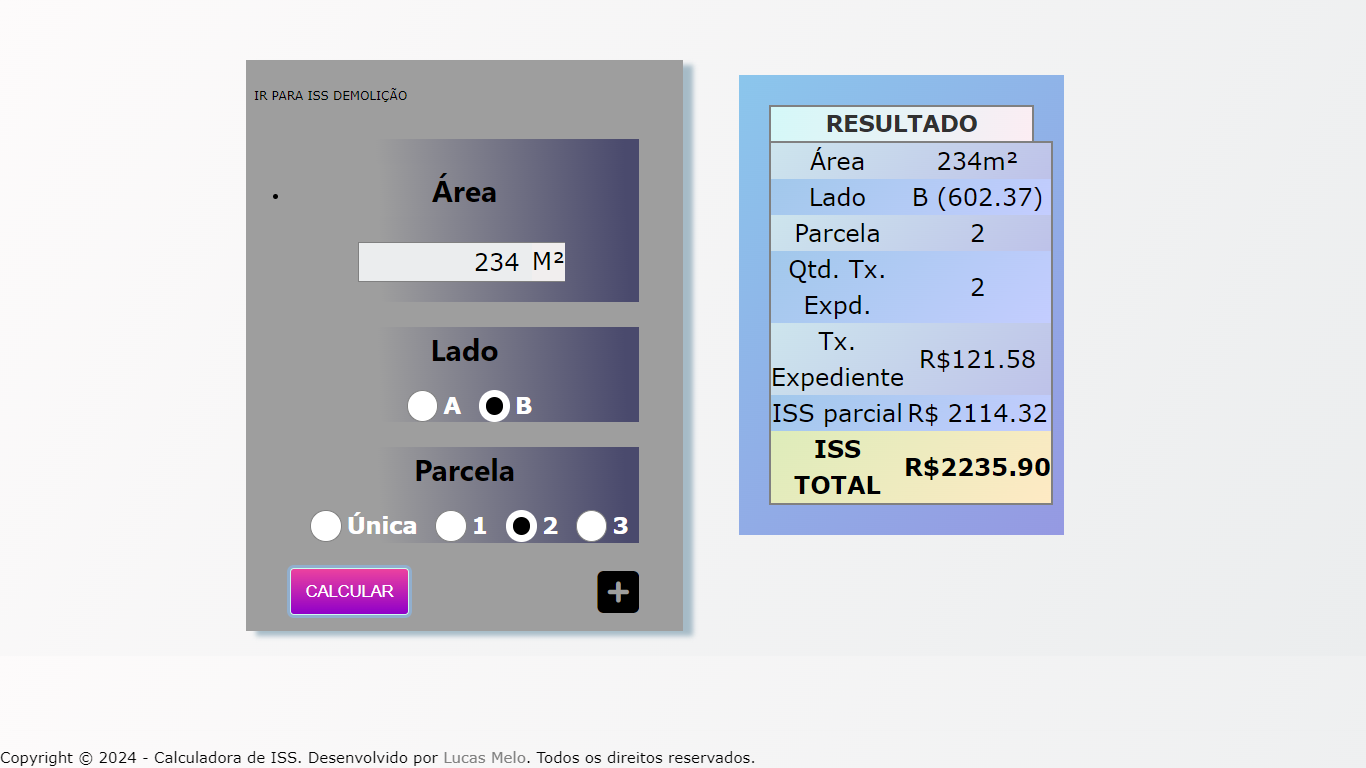 IR PARA ISS DEMOLIÇÃO
Área
234 M²
Lado
A B
Parcela
Única 1 2 3
CALCULAR
RESULTADO
Área 234m²
Lado B (602.37)
Parcela 2
Qtd. Tx.
Expd. 2
Tx.
Expediente R$121.58
ISS parcial R$ 2114.32
ISS
TOTAL R$2235.90
Copyright © 2024 - Calculadora de ISS. Desenvolvido por Lucas Melo. Todos os direitos reservados.